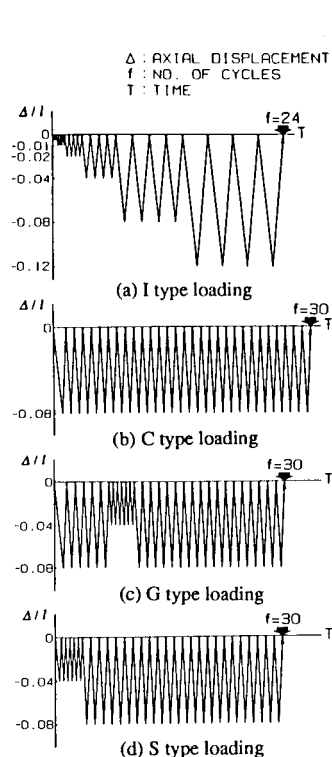 Δ : AXIAL DISPLACEMENT
f : NO. OF CYCLES
T : TIME
Δ/l
f=24
0
T
-0.01
-0.02
-0.04
-0.08
-0.12
(a) I type loading
Δ/l
f=30
0
T
-0.08
(b) C type loading
Δ/l
f=30
0
T
-0.04
-0.08
(c) G type loading
Δ/l
f=30
0
T
-0.04
-0.08
(d) S type loading